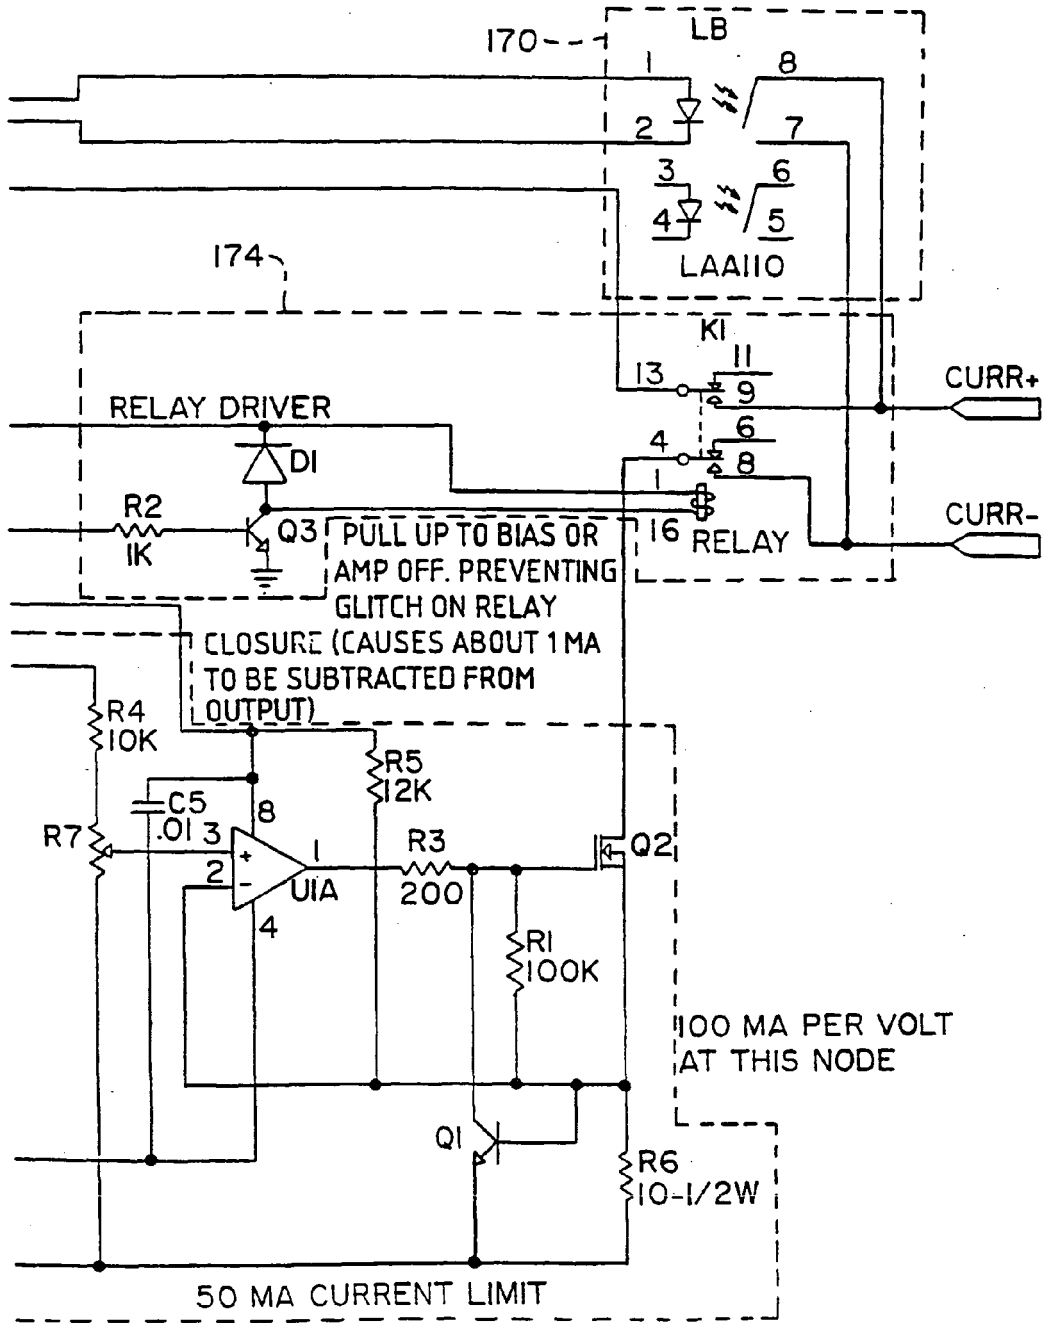 170
LB
1
8
2
7
3
6
4
5
LAA110
174
K1
11
13
9
CURR+
RELAY DRIVER
6
4
D1
8
1
R2
Q3
16
RELAY
CURR-
1K
PULL UP TO BIAS OR
AMP OFF. PREVENTING
GLITCH ON RELAY
CLOSURE (CAUSES ABOUT 1 MA
TO BE SUBTRACTED FROM
OUTPUT)
R4
10K
R5
12K
C5
.01
8
R7
3
+
2
-
1
U1A
4
R3
200
Q2
R1
100K
100 MA PER VOLT
AT THIS NODE
Q1
R6
10-1/2W
50 MA CURRENT LIMIT